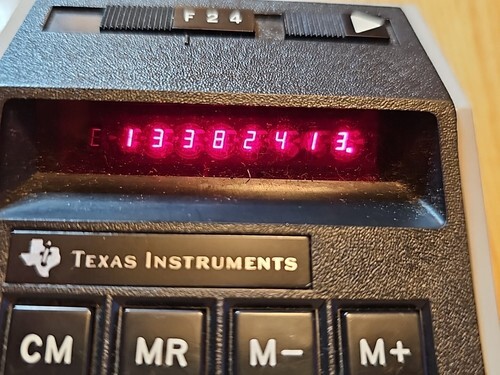 F 2 4
C 13382413.
TEXAS INSTRUMENTS
CM MR M− M+